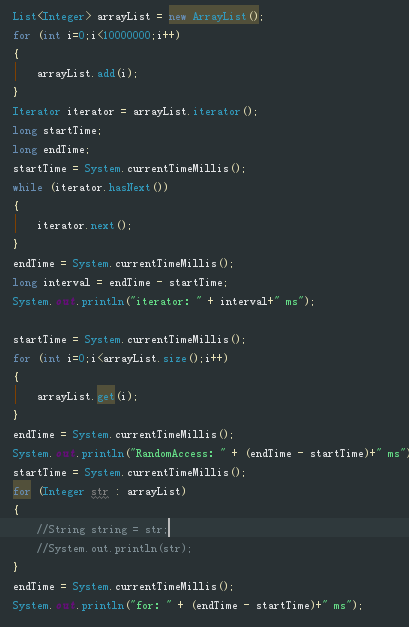 List<Integer> arrayList = new ArrayList();
for (int i=0;i<10000000;i++)
{
arrayList.add(i);
}
Iterator iterator = arrayList.iterator();
long startTime;
long endTime;
startTime = System.currentTimeMillis();
while (iterator.hasNext())
{
iterator.next();
}
endTime = System.currentTimeMillis();
long interval = endTime - startTime;
System.out.println("iterator: " + interval+" ms");
startTime = System.currentTimeMillis();
for (int i=0;i<arrayList.size();i++)
{
arrayList.get(i);
}
endTime = System.currentTimeMillis();
System.out.println("RandomAccess: " + (endTime - startTime)+" ms")
startTime = System.currentTimeMillis();
for (Integer str : arrayList)
{
//String string = str;
//System.out.println(str);
}
endTime = System.currentTimeMillis();
System.out.println("for: " + (endTime - startTime)+" ms");